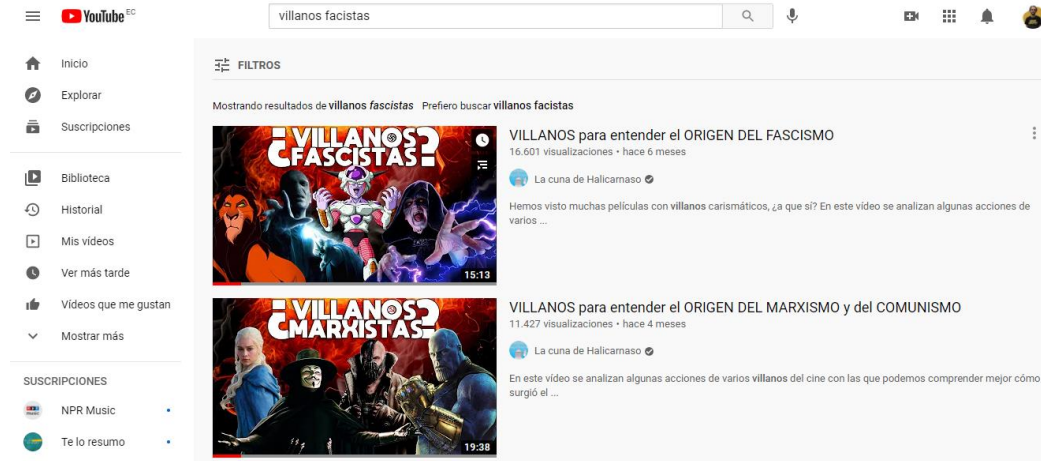 YouTube EC
villanos facistas
Inicio
Explorar
Suscripciones
Biblioteca
Historial
Mis vídeos
Ver más tarde
Vídeos que me gustan
Mostrar más
SUSCRIPCIONES
NPR Music
Te lo resumo
FILTROS
Mostrando resultados de villanos fascistas Prefiero buscar villanos facistas
¿VILLANOS
FASCISTAS?
15:13
VILLANOS para entender el ORIGEN DEL FASCISMO
16.601 visualizaciones • hace 6 meses
La cuna de Halicarnaso
Hemos visto muchas películas con villanos carismáticos, ¿a que sí? En este vídeo se analizan algunas acciones de
varios ...
¿VILLANOS
MARXISTAS?
19:38
VILLANOS para entender el ORIGEN DEL MARXISMO y del COMUNISMO
11.427 visualizaciones • hace 4 meses
La cuna de Halicarnaso
En este vídeo se analizan algunas acciones de varios villanos del cine con las que podemos comprender mejor cómo
surgió el ...